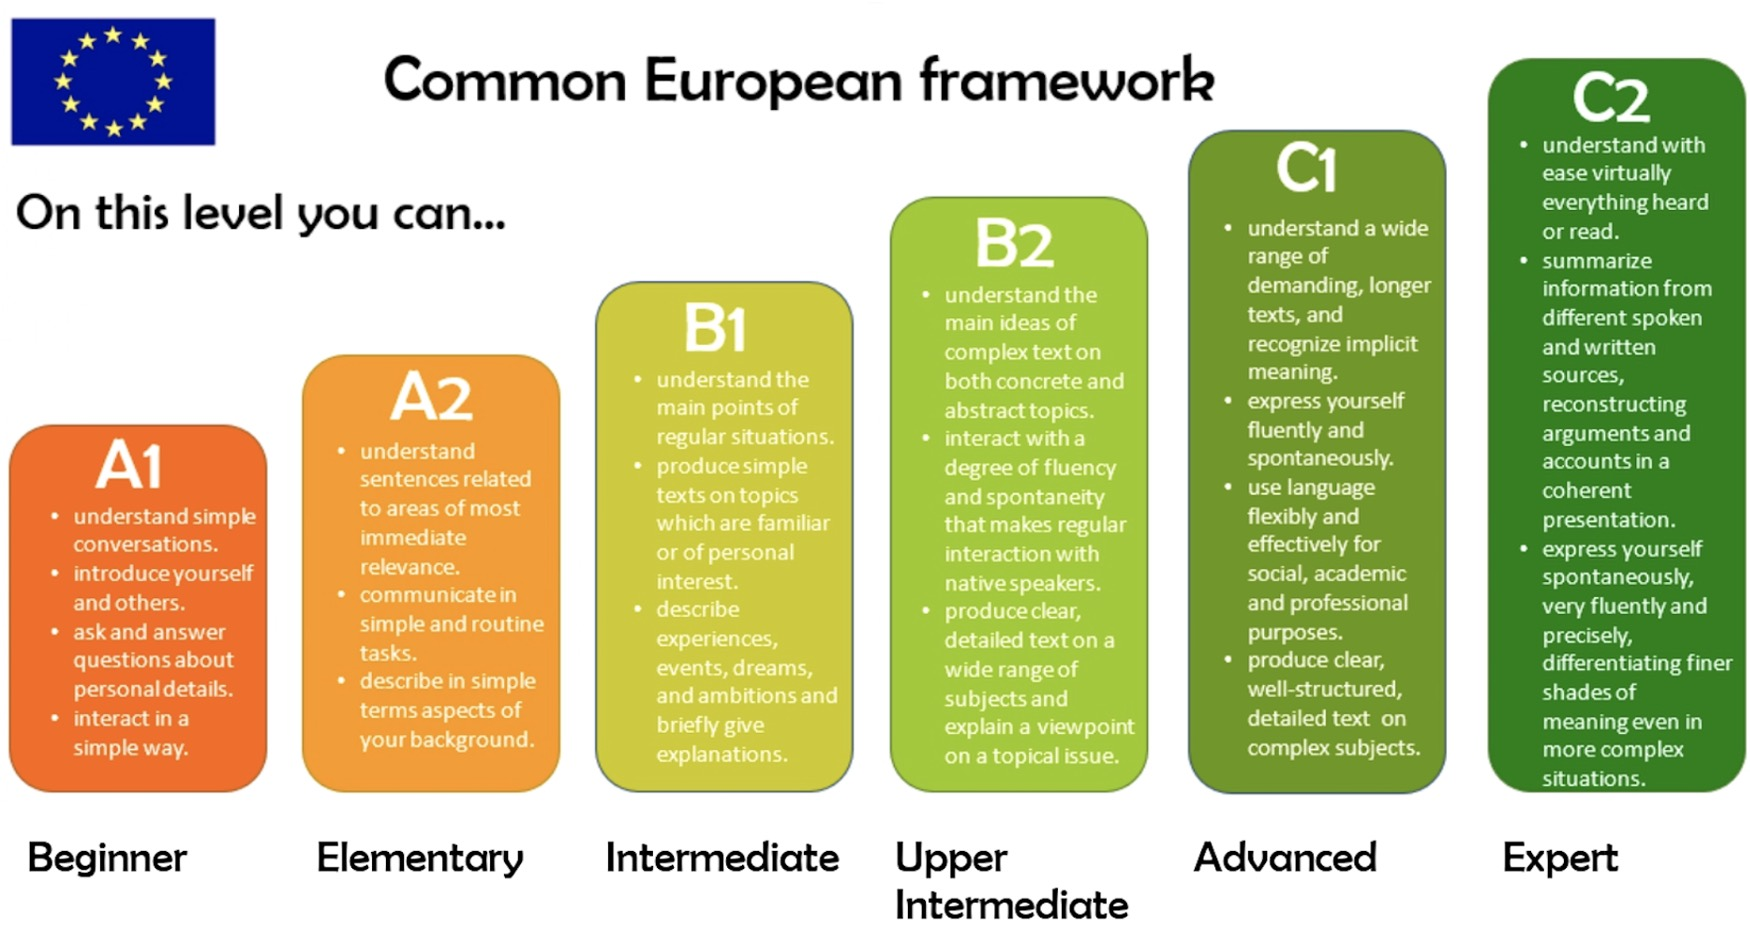 Common European framework
On this level you can...
A1
• understand simple
conversations.
• introduce yourself
and others.
• ask and answer
questions about
personal details.
• interact in a
simple way.
Beginner
A2
• understand
sentences related
to areas of most
immediate
relevance.
• communicate in
simple and routine
tasks.
• describe in simple
terms aspects of
your background.
Elementary
B1
• understand the
main points of
regular situations.
• produce simple
texts on topics
which are familiar
or of personal
interest.
• describe
experiences,
events, dreams,
and ambitions and
briefly give
explanations.
Intermediate
B2
• understand the
main ideas of
complex text on
both concrete and
abstract topics.
• interact with a
degree of fluency
and spontaneity
that makes regular
interaction with
native speakers.
• produce clear,
detailed text on a
wide range of
subjects and
explain a viewpoint
on a topical issue.
Upper
Intermediate
C1
• understand a wide
range of
demanding, longer
texts, and
recognize implicit
meaning.
• express yourself
fluently and
spontaneously.
• use language
flexibly and
effectively for
social, academic
and professional
purposes.
• produce clear,
well-structured,
detailed text on
complex subjects.
Advanced
C2
• understand with
ease virtually
everything heard
or read.
• summarize
information from
different spoken
and written
sources,
reconstructing
arguments and
accounts in a
coherent
presentation.
• express yourself
spontaneously,
very fluently and
precisely,
differentiating finer
shades of
meaning even in
more complex
situations.
Expert